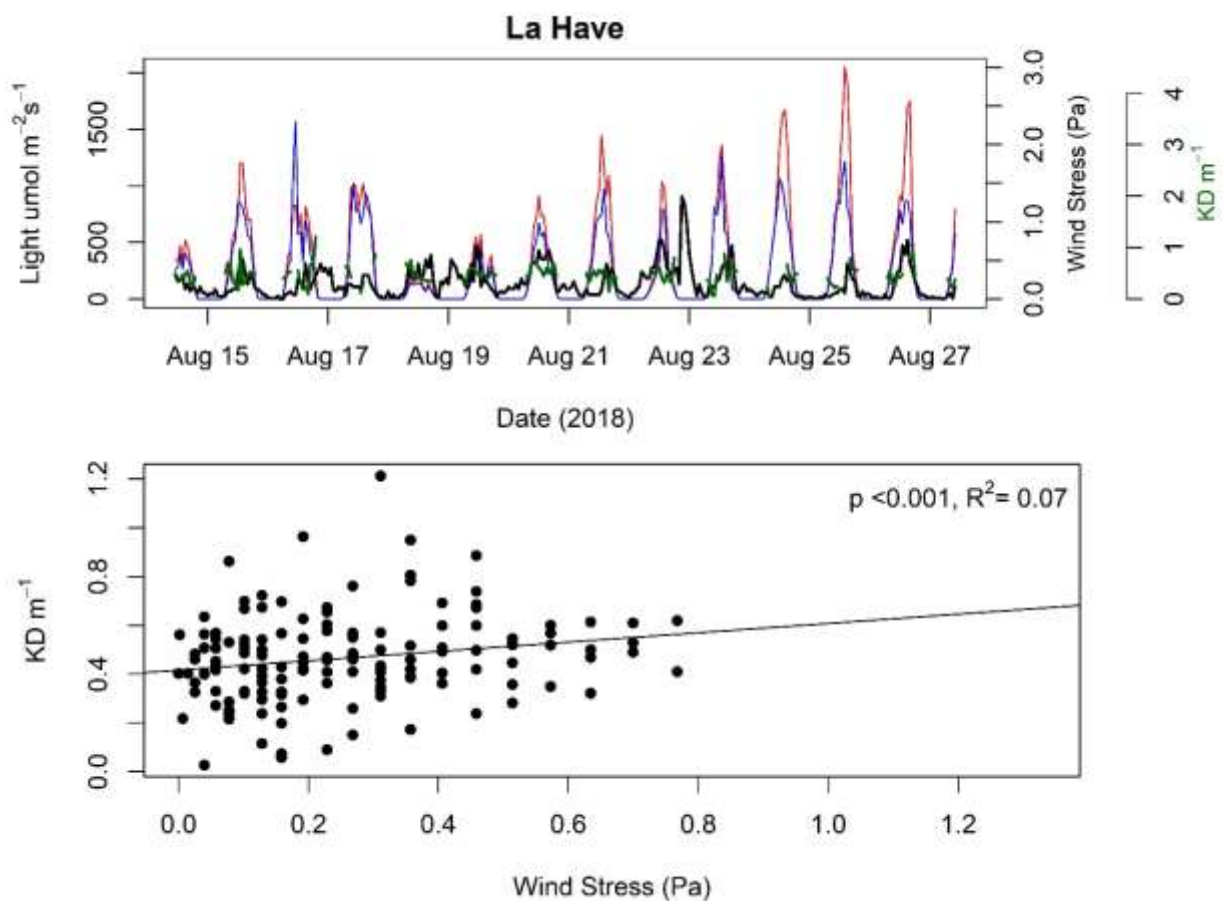 La Have
Light umol m⁻²s⁻¹
0 500 1500
Wind Stress (Pa)
0.0 1.0 2.0 3.0
KD m⁻¹
0 1 2 3 4
Aug 15 Aug 17 Aug 19 Aug 21 Aug 23 Aug 25 Aug 27
Date (2018)
p <0.001, R²= 0.07
KD m⁻¹
0.0 0.4 0.8 1.2
0.0 0.2 0.4 0.6 0.8 1.0 1.2
Wind Stress (Pa)